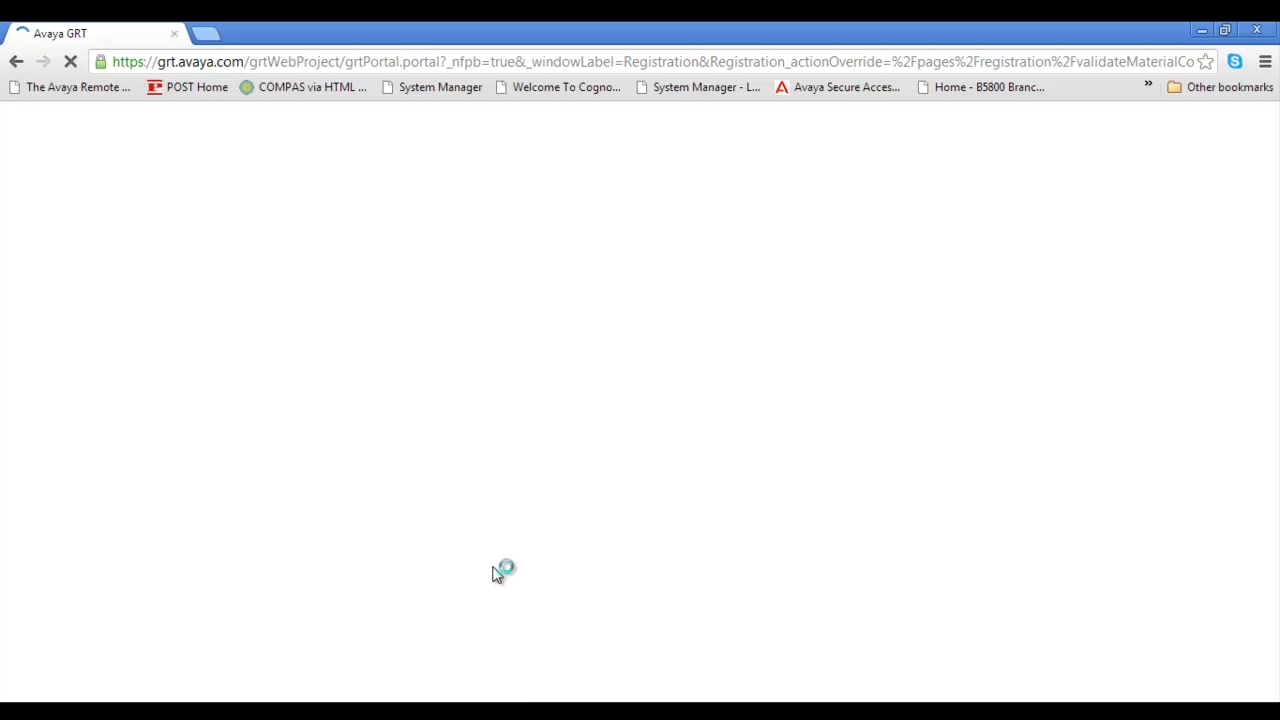 Avaya GRT
https://grt.avaya.com/grtWebProject/grtPortal.portal?_nfpb=true&_windowLabel=Registration&Registration_actionOverride=%2Fpages%2Fregistration%2FvalidateMaterialCo
The Avaya Remote ... POST Home COMPAS via HTML ... System Manager Welcome To Cogno... System Manager - L... Avaya Secure Acces... Home - B5800 Branc... » Other bookmarks